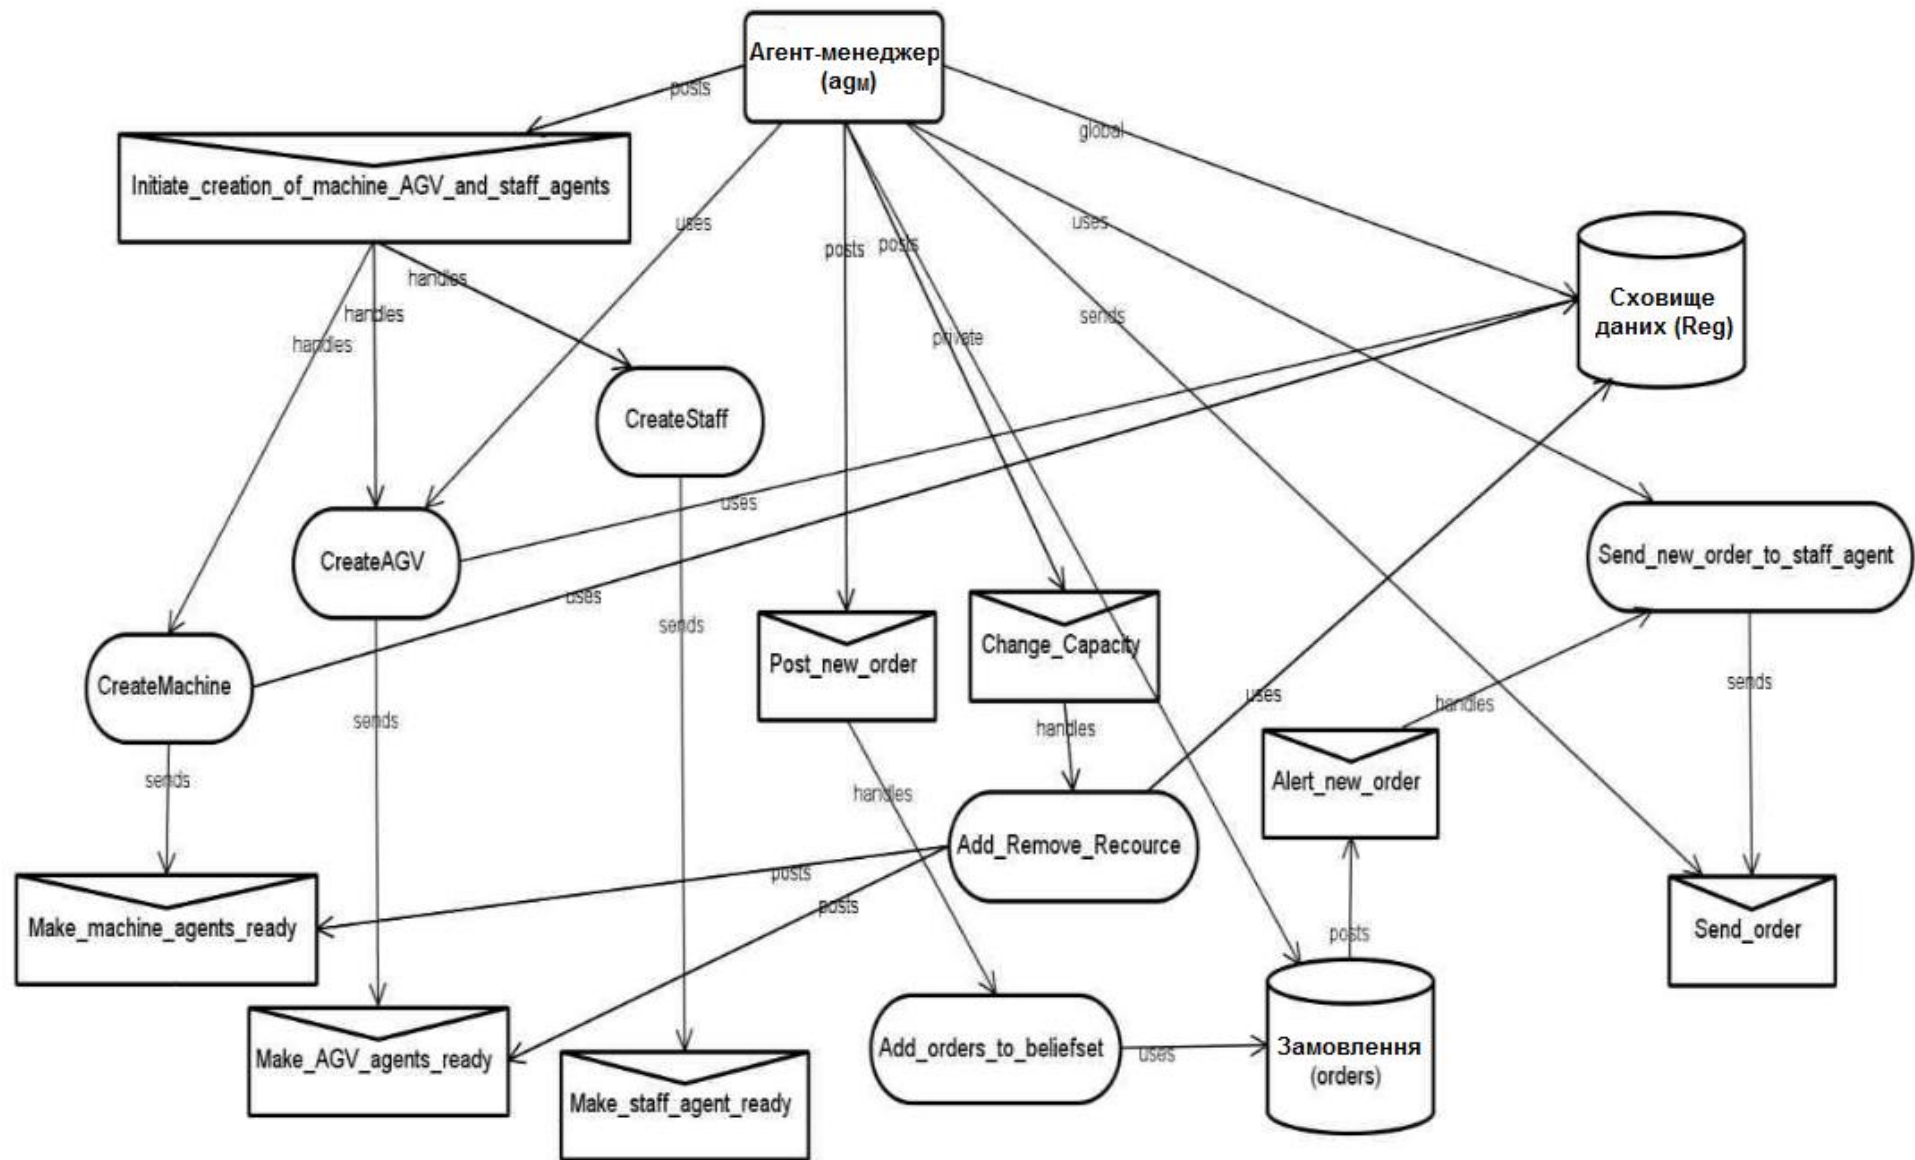 Агент-менеджер
(agм)
posts
global
Initiate_creation_of_machine_AGV_and_staff_agents
uses
posts
posts
uses
handles
handles
handles
sends
private
Сховище
даних (Reg)
CreateStaff
uses
CreateAGV
Send_new_order_to_staff_agent
uses
sends
Post_new_order
Change_Capacity
CreateMachine
sends
uses
sends
handles
handles
sends
handles
Alert_new_order
Add_Remove_Recource
posts
posts
Make_machine_agents_ready
posts
Send_order
Make_AGV_agents_ready
Add_orders_to_beliefset
uses
Замовлення
(orders)
Make_staff_agent_ready